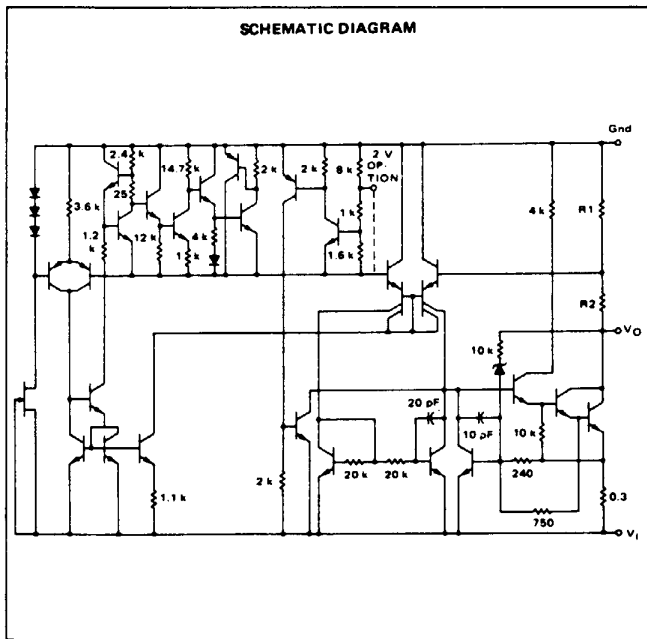 SCHEMATIC DIAGRAM
Gnd
2.4 k
14.7 k
2 k
2 k
8 k
2 V OP-TION
3.6 k
25
4 k
R1
1.2 k
12 k
4 k
1 k
1 k
1.6 k
R2
VO
10 k
20 pF
10 pF
10 k
20 k
20 k
240
2 k
1.1 k
0.3
750
VI